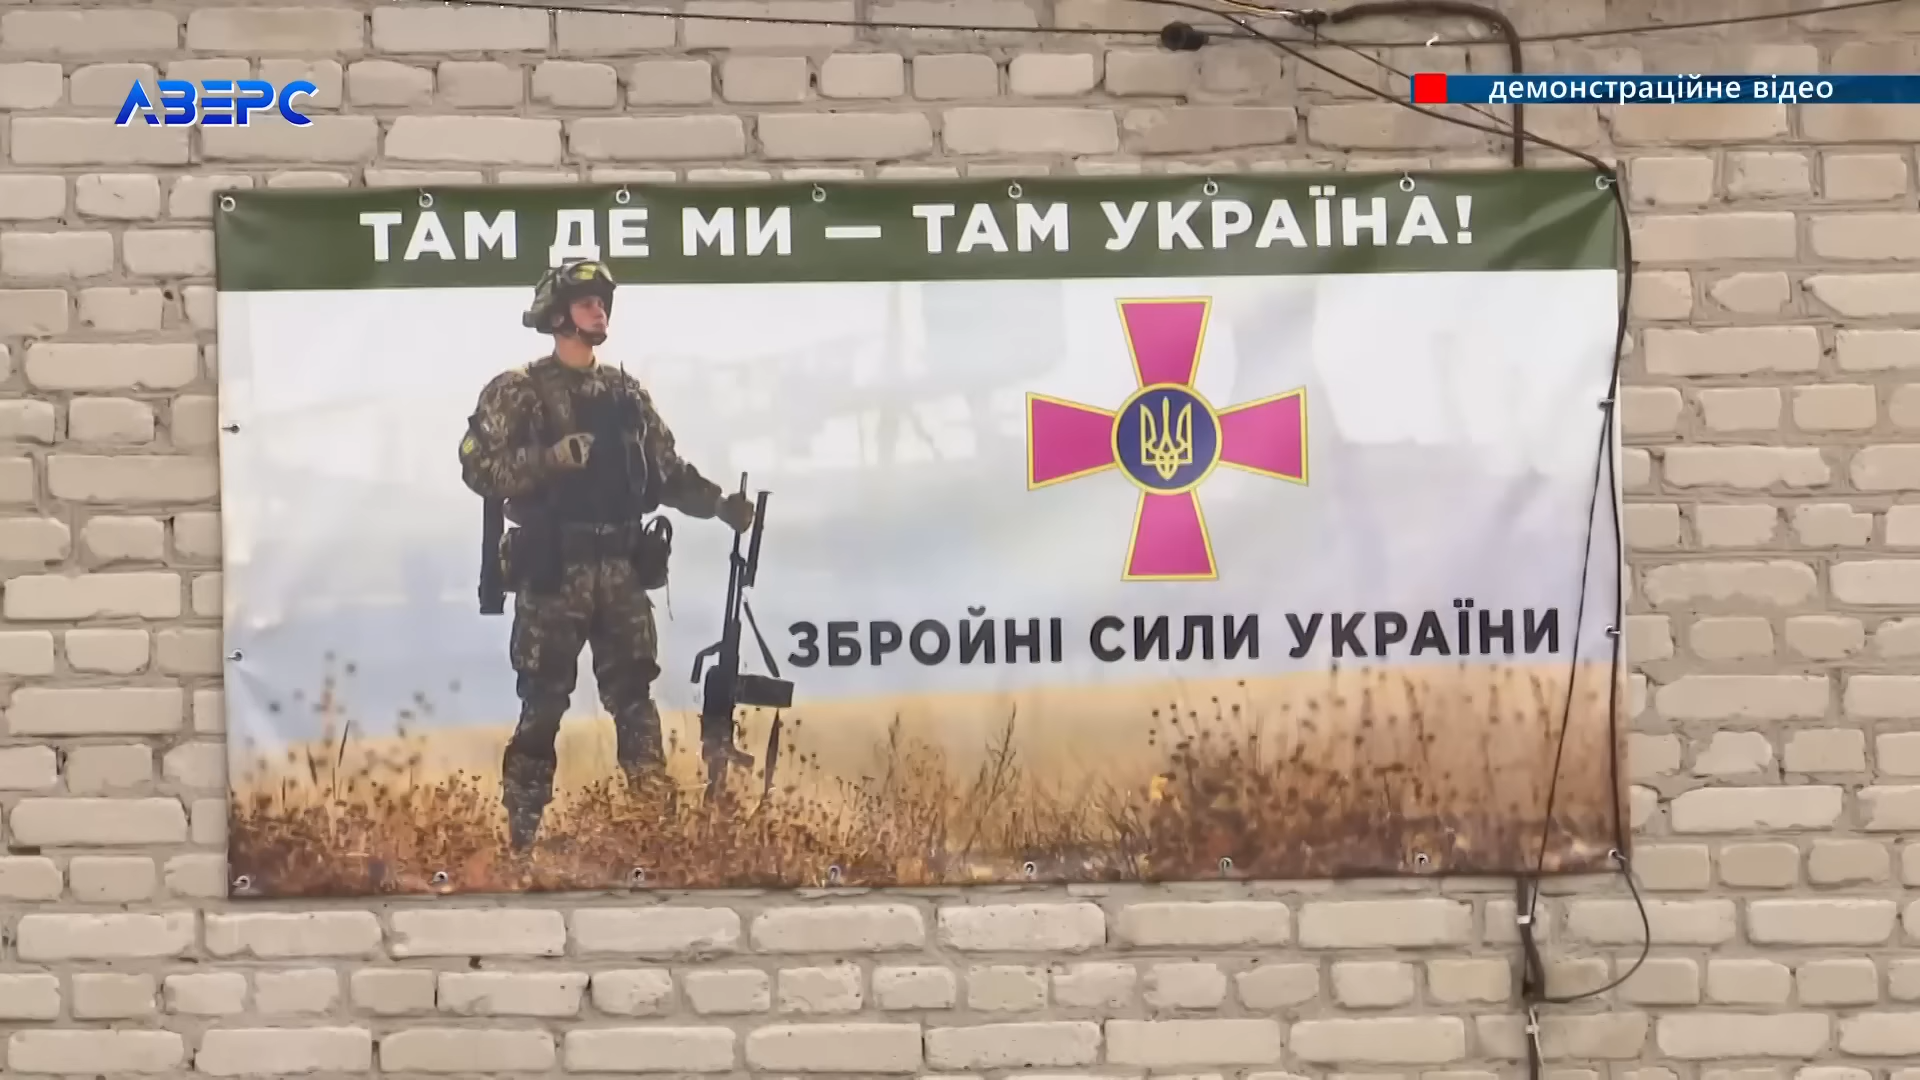 АВЕРС
демонстраційне відео
ТАМ ДЕ МИ – ТАМ УКРАЇНА!
ЗБРОЙНІ СИЛИ УКРАЇНИ